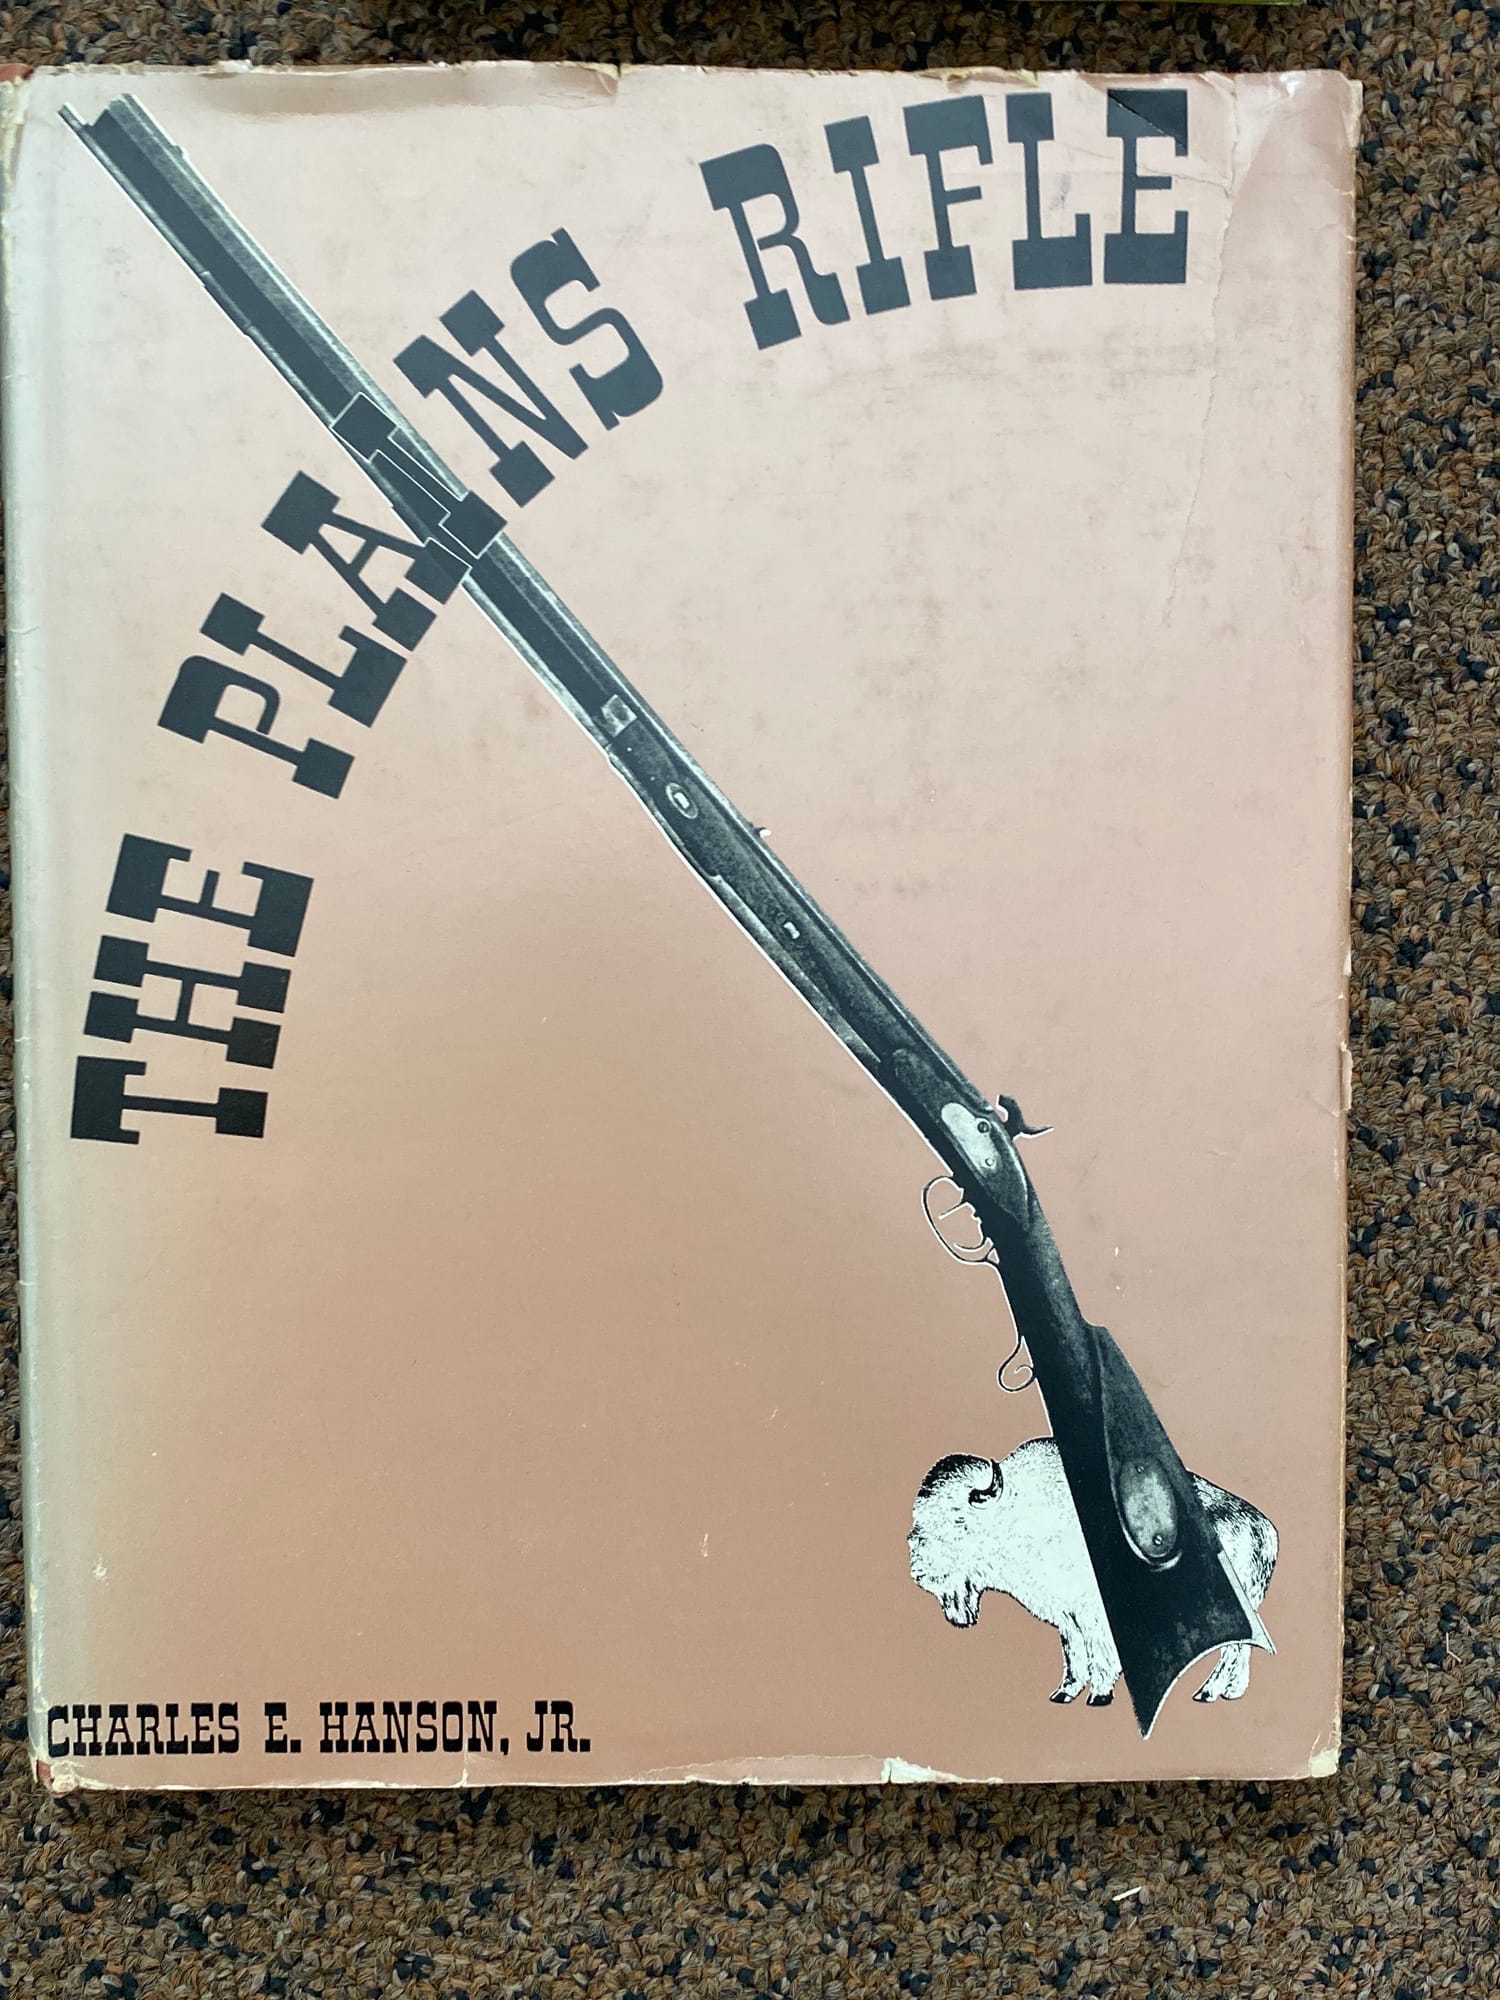 THE PLAINS RIFLE
CHARLES E. HANSON, JR.